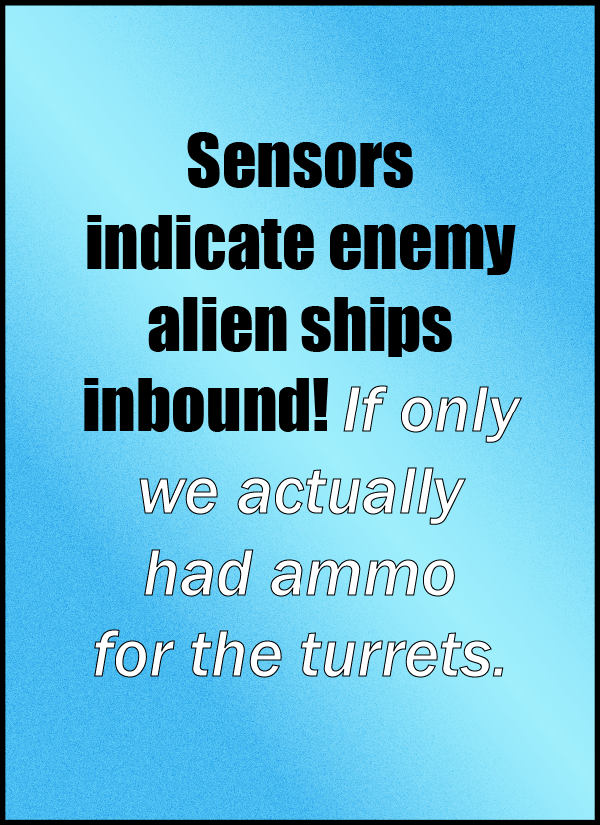 Sensors
indicate enemy
alien ships
inbound! If only
we actually
had ammo
for the turrets.